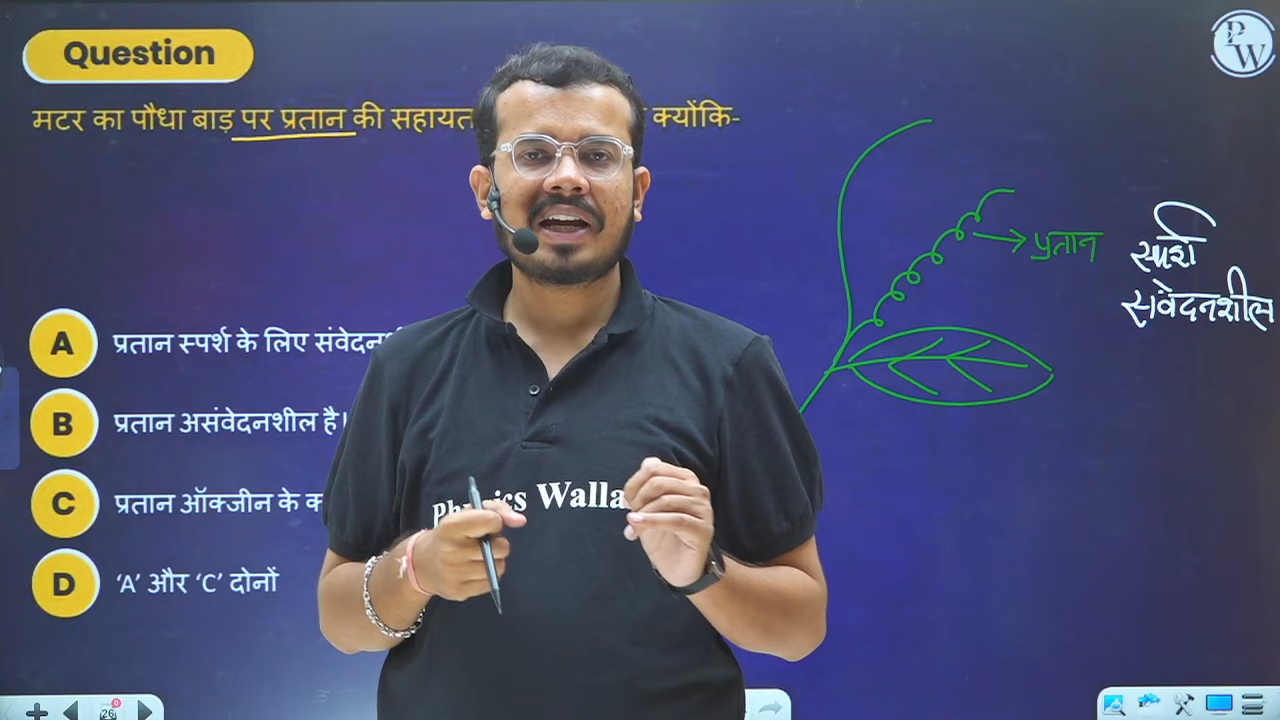 Question
PW
मटर का पौधा बाड़ पर प्रतान की सहायत क्योंकि-
प्रतान
स्पर्श
संवेदनशील
A प्रतान स्पर्श के लिए
B प्रतान असंवेदनशील है।
C प्रतान ऑक्जीन के
D ‘A’ और ‘C’ दोनों
Physics Walla
26